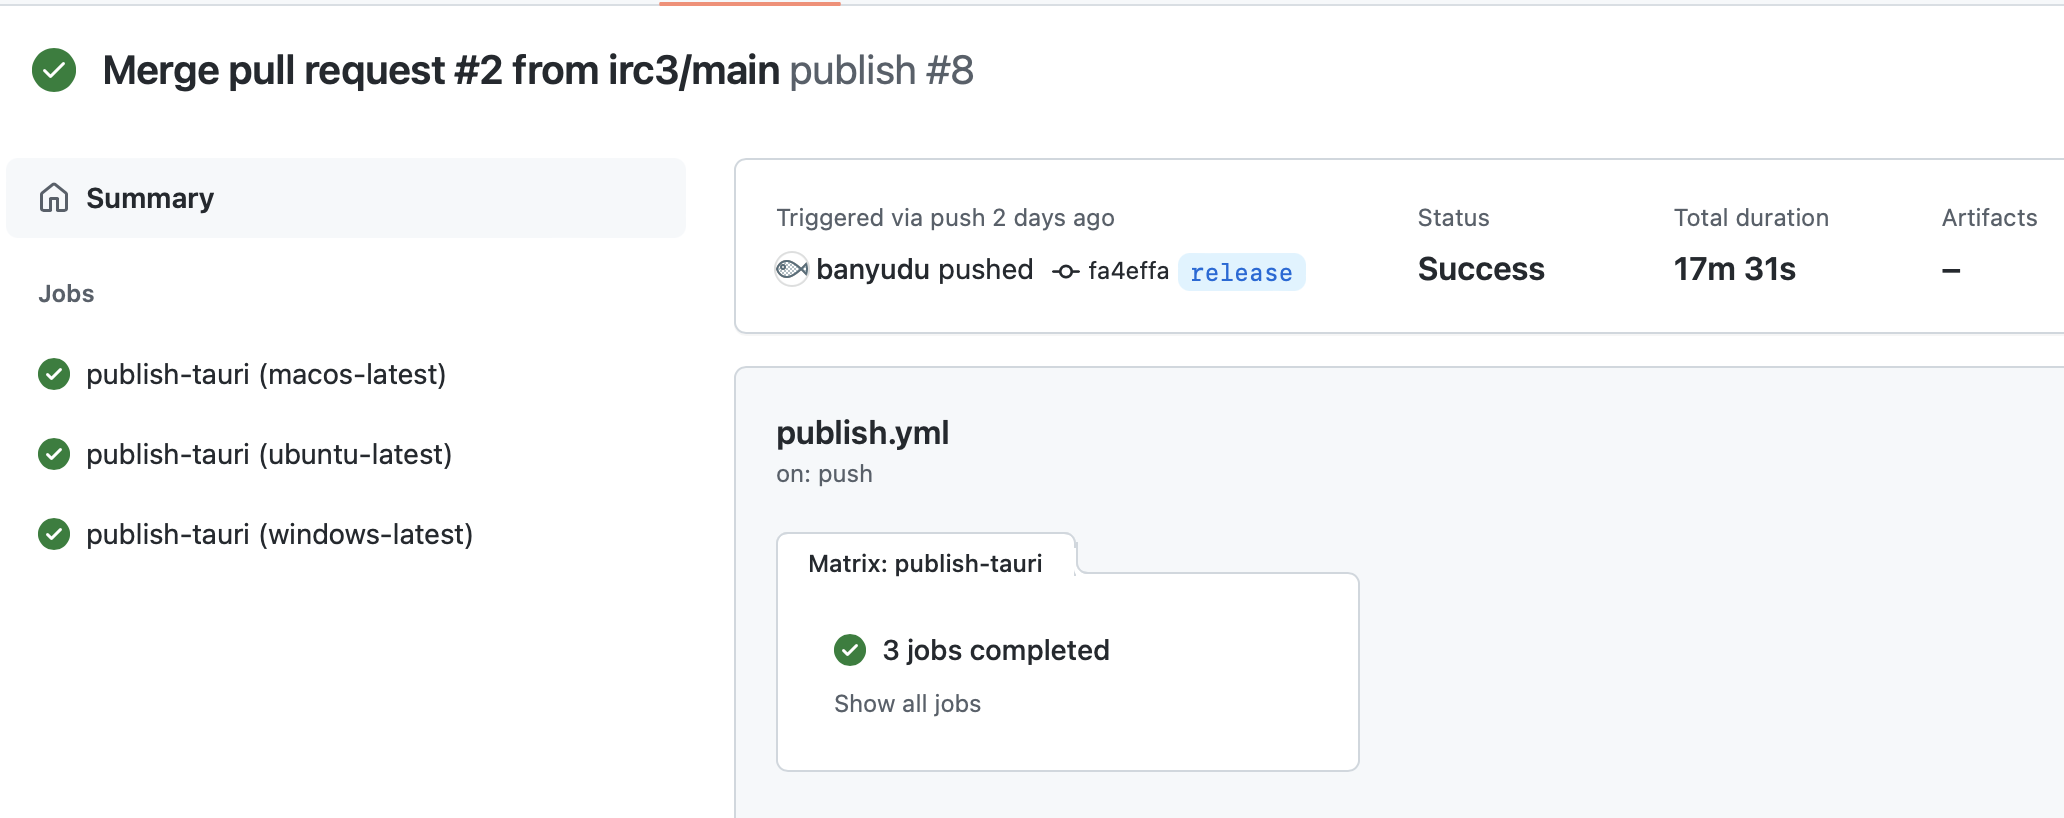 Merge pull request #2 from irc3/main publish #8
Summary
Jobs
publish-tauri (macos-latest)
publish-tauri (ubuntu-latest)
publish-tauri (windows-latest)
Triggered via push 2 days ago
banyudu pushed fa4effa release
Status
Success
Total duration
17m 31s
Artifacts
–
publish.yml
on: push
Matrix: publish-tauri
3 jobs completed
Show all jobs